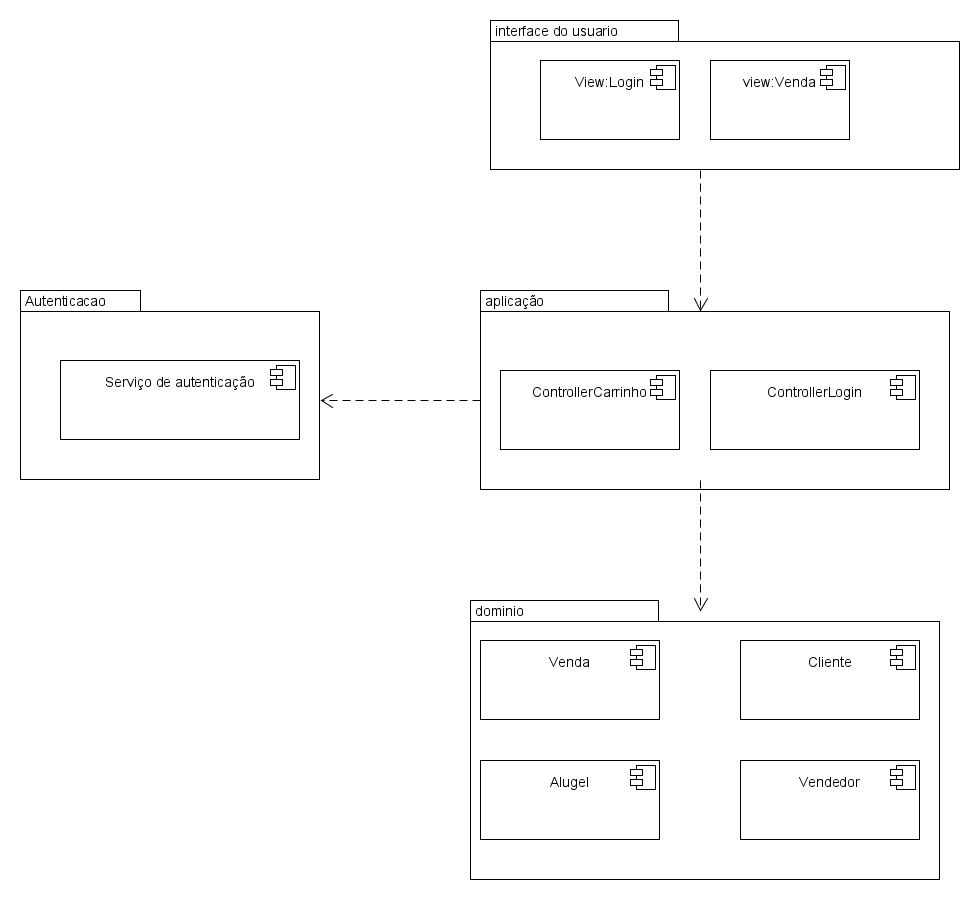 interface do usuario
View:Login
view:Venda
Autenticacao
aplicação
Serviço de autenticação
ControllerCarrinho
ControllerLogin
dominio
Venda
Cliente
Alugel
Vendedor